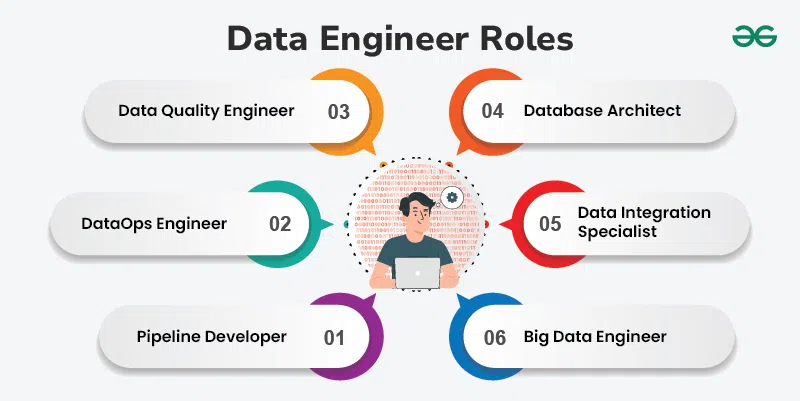 Data Engineer Roles
Data Quality Engineer 03
04 Database Architect
DataOps Engineer 02
05 Data Integration
Specialist
Pipeline Developer 01
06 Big Data Engineer